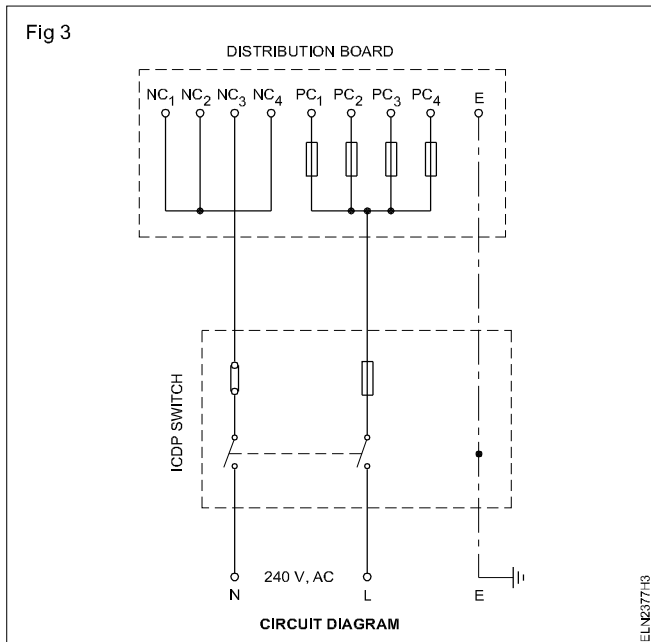 Fig 3
DISTRIBUTION BOARD
NC₁ NC₂ NC₃ NC₄ PC₁ PC₂ PC₃ PC₄ E
ICDP SWITCH
240 V, AC
N L E
CIRCUIT DIAGRAM
ELN2377H3